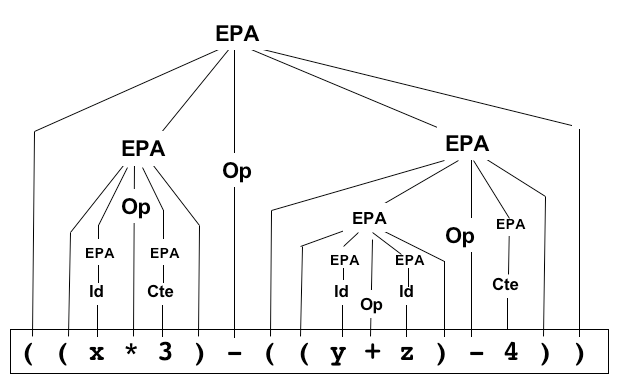 EPA
EPA EPA
Op
Op EPA Op EPA
EPA EPA EPA EPA
Id Cte Id Op Id Cte
( ( x * 3 ) - ( ( y + z ) - 4 ) )